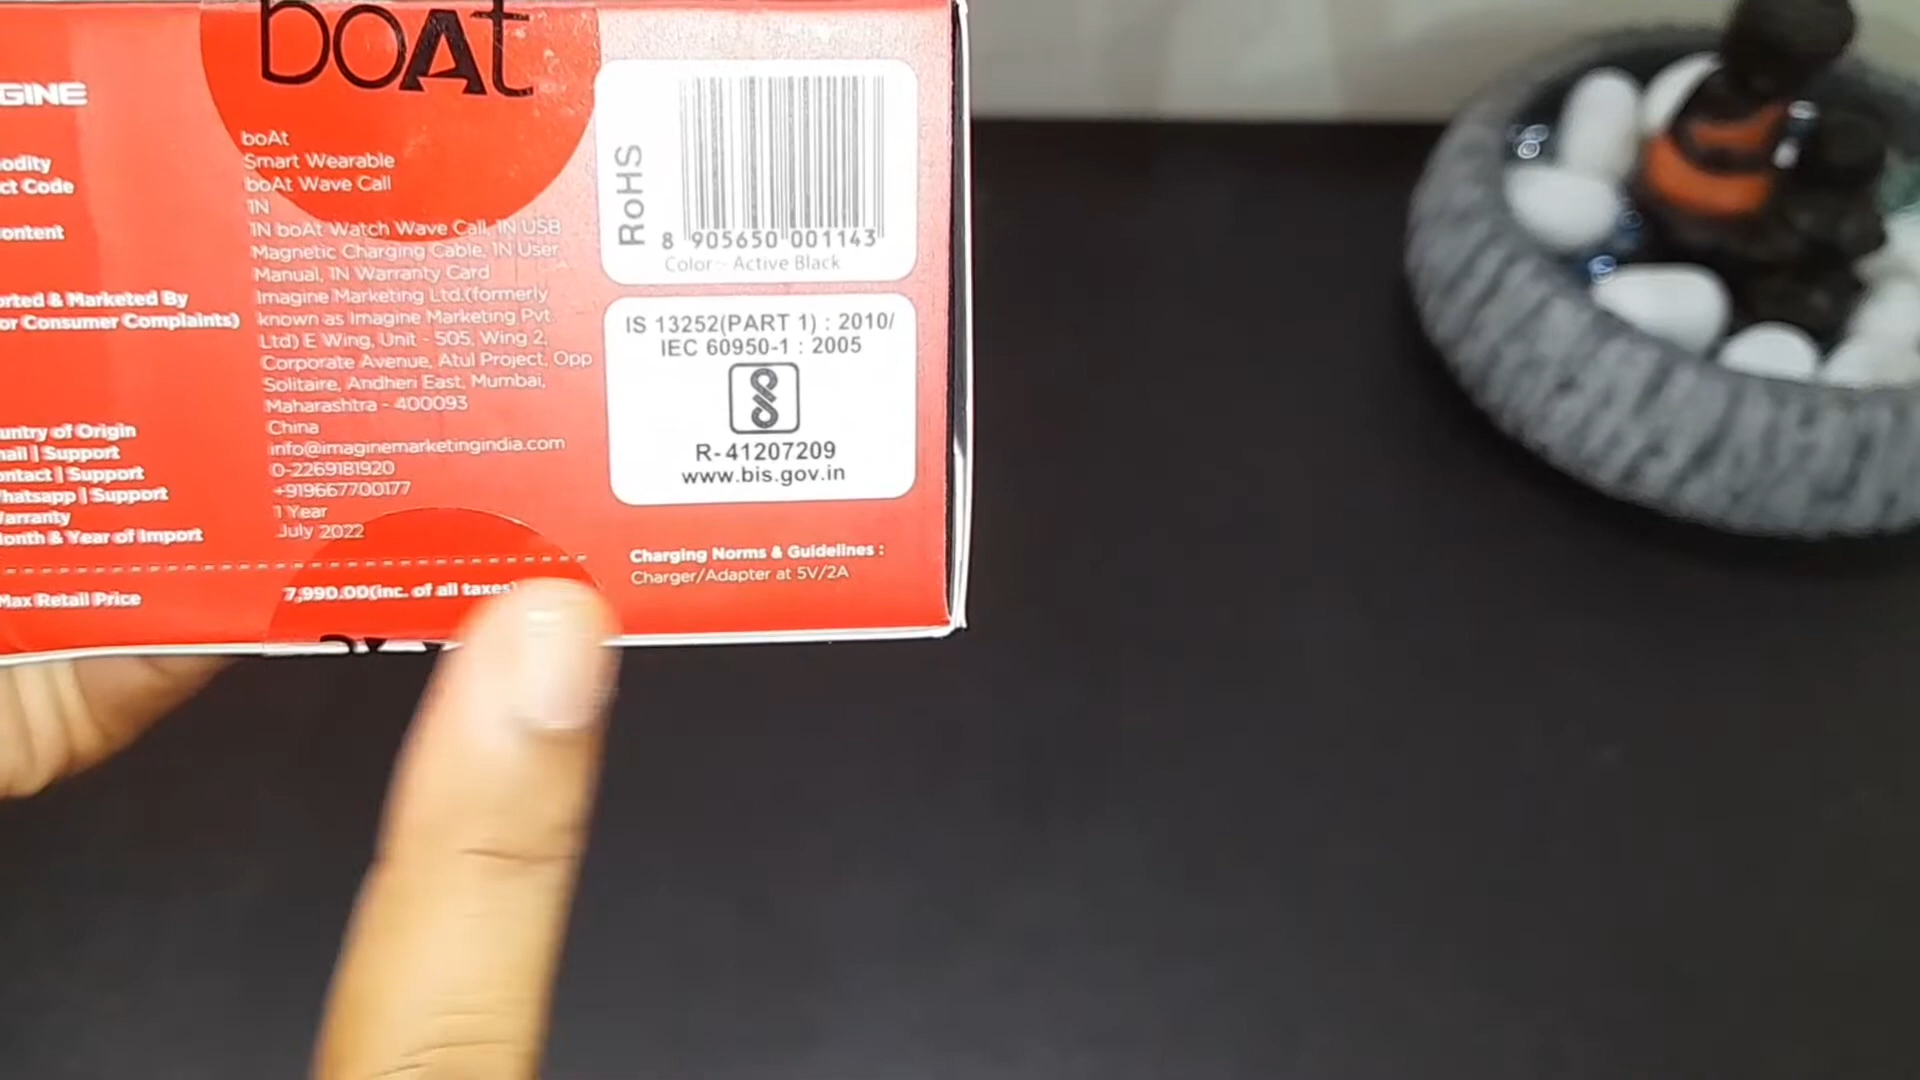 boAt
GINE
boAt
odity Smart Wearable
ct Code boAt Wave Call
1N
ontent 1N boAt Watch Wave Call, 1N USB
Magnetic Charging Cable, 1N User
Manual, 1N Warranty Card
orted & Marketed By Imagine Marketing Ltd.(formerly
or Consumer Complaints) known as Imagine Marketing Pvt.
Ltd) E Wing, Unit - 505, Wing 2,
Corporate Avenue, Atul Project, Opp
Solitaire, Andheri East, Mumbai,
Maharashtra - 400093
untry of Origin China
nail | Support info@imaginemarketingindia.com
ontact | Support 0-2269181920
hatsapp | Support +919667700177
arranty 1 Year
onth & Year of Import July 2022
Max Retail Price 7,990.00(inc. of all taxes)
RoHS
8 905650 001143
Color - Active Black
IS 13252(PART 1) : 2010/
IEC 60950-1 : 2005
R-41207209
www.bis.gov.in
Charging Norms & Guidelines :
Charger/Adapter at 5V/2A